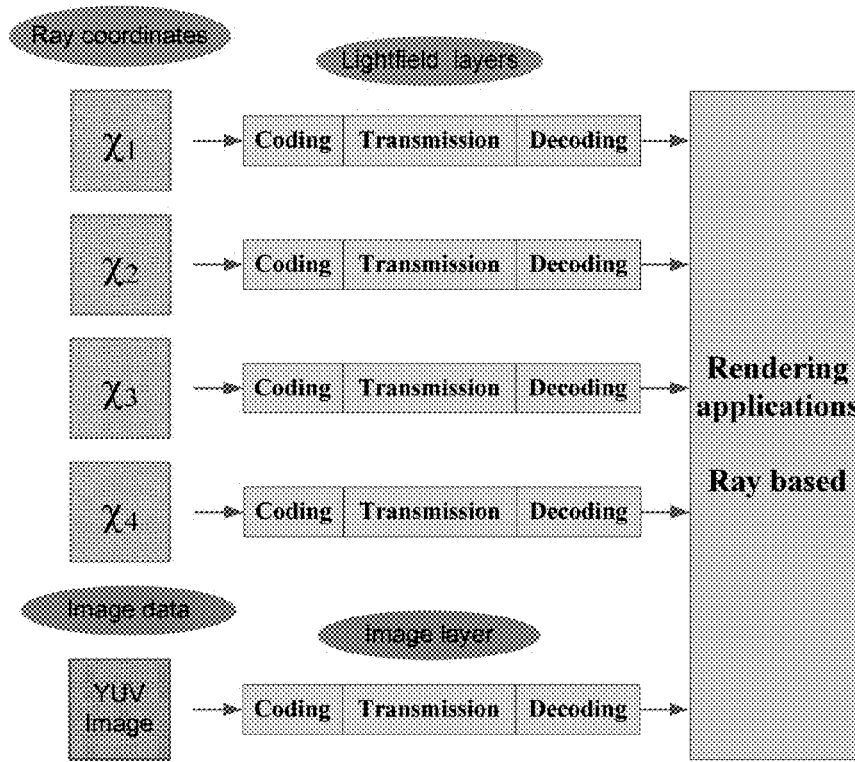 Ray coordinates
Lightfield layers
χ1
Coding Transmission Decoding
χ2
Coding Transmission Decoding
χ3
Coding Transmission Decoding
χ4
Coding Transmission Decoding
Rendering
applications
Ray based
Image data
Image layer
YUV
Image
Coding Transmission Decoding